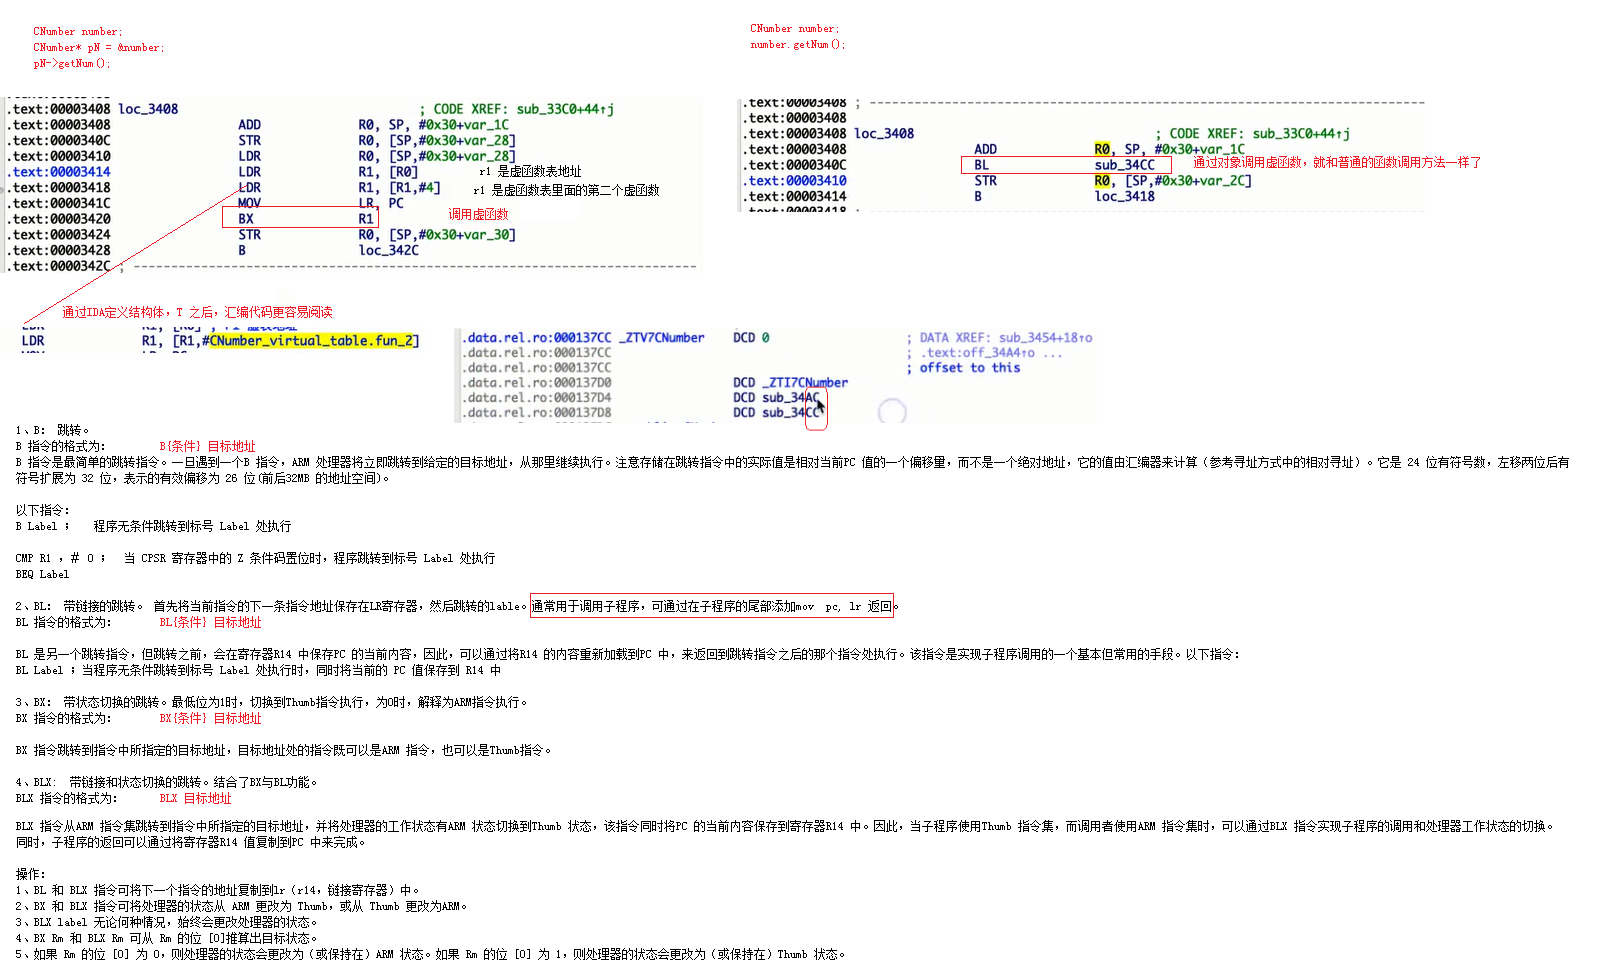 CNumber number;
CNumber* pN = &number;
pN->getNum();
CNumber number;
number.getNum();
.text:00003408
.text:00003408 loc_3408 ; CODE XREF: sub_33C0+44↑j
.text:00003408 ADD R0, SP, #0x30+var_1C
.text:0000340C STR R0, [SP,#0x30+var_28]
.text:00003410 LDR R0, [SP,#0x30+var_28]
.text:00003414 LDR R1, [R0] r1 是虚函数表地址
.text:00003418 LDR R1, [R1,#4] r1 是虚函数表里面的第二个虚函数
.text:0000341C MOV LR, PC
.text:00003420 BX R1 调用虚函数
.text:00003424 STR R0, [SP,#0x30+var_30]
.text:00003428 B loc_342C
.text:0000342C ; ---------------------------------------------------------------------------
.text:00003408 ; ---------------------------------------------------------------------------
.text:00003408
.text:00003408 loc_3408 ; CODE XREF: sub_33C0+44↑j
.text:00003408 ADD R0, SP, #0x30+var_1C
.text:0000340C BL sub_34CC 通过对象调用虚函数，就和普通的函数调用方法一样了
.text:00003410 STR R0, [SP,#0x30+var_2C]
.text:00003414 B loc_3418
.text:00003418 ;
通过IDA定义结构体，T 之后，汇编代码更容易阅读
LDR R1, [R0] ; r1 虚表地址
LDR R1, [R1,#CNumber_virtual_table.fun_2]
.data.rel.ro:000137CC _ZTV7CNumber DCD 0 ; DATA XREF: sub_3454+18↑o
.data.rel.ro:000137CC ; .text:off_34A4↑o ...
.data.rel.ro:000137CC ; offset to this
.data.rel.ro:000137D0 DCD _ZTI7CNumber
.data.rel.ro:000137D4 DCD sub_34AC
.data.rel.ro:000137D8 DCD sub_34CC
1、B: 跳转。
B 指令的格式为： B{条件} 目标地址
B 指令是最简单的跳转指令。一旦遇到一个B 指令，ARM 处理器将立即跳转到给定的目标地址，从那里继续执行。注意存储在跳转指令中的实际值是相对当前PC 值的一个偏移量，而不是一个绝对地址，它的值由汇编器来计算（参考寻址方式中的相对寻址）。它是 24 位有符号数，左移两位后有
符号扩展为 32 位，表示的有效偏移为 26 位(前后32MB 的地址空间)。
以下指令：
B Label ； 程序无条件跳转到标号 Label 处执行
CMP R1 ，＃ 0 ； 当 CPSR 寄存器中的 Z 条件码置位时，程序跳转到标号 Label 处执行
BEQ Label
2、BL: 带链接的跳转。 首先将当前指令的下一条指令地址保存在LR寄存器，然后跳转的lable。通常用于调用子程序，可通过在子程序的尾部添加mov pc, lr 返回。
BL 指令的格式为： BL{条件} 目标地址
BL 是另一个跳转指令，但跳转之前，会在寄存器R14 中保存PC 的当前内容，因此，可以通过将R14 的内容重新加载到PC 中，来返回到跳转指令之后的那个指令处执行。该指令是实现子程序调用的一个基本但常用的手段。以下指令：
BL Label ；当程序无条件跳转到标号 Label 处执行时，同时将当前的 PC 值保存到 R14 中
3、BX: 带状态切换的跳转。最低位为1时，切换到Thumb指令执行，为0时，解释为ARM指令执行。
BX 指令的格式为： BX{条件} 目标地址
BX 指令跳转到指令中所指定的目标地址，目标地址处的指令既可以是ARM 指令，也可以是Thumb指令。
4、BLX: 带链接和状态切换的跳转。结合了BX与BL功能。
BLX 指令的格式为： BLX 目标地址
BLX 指令从ARM 指令集跳转到指令中所指定的目标地址，并将处理器的工作状态有ARM 状态切换到Thumb 状态，该指令同时将PC 的当前内容保存到寄存器R14 中。因此，当子程序使用Thumb 指令集，而调用者使用ARM 指令集时，可以通过BLX 指令实现子程序的调用和处理器工作状态的切换。
同时，子程序的返回可以通过将寄存器R14 值复制到PC 中来完成。
操作：
1、BL 和 BLX 指令可将下一个指令的地址复制到lr（r14，链接寄存器）中。
2、BX 和 BLX 指令可将处理器的状态从 ARM 更改为 Thumb，或从 Thumb 更改为ARM。
3、BLX label 无论何种情况，始终会更改处理器的状态。
4、BX Rm 和 BLX Rm 可从 Rm 的位 [0]推算出目标状态。
5、如果 Rm 的位 [0] 为 0，则处理器的状态会更改为（或保持在）ARM 状态。如果 Rm 的位 [0] 为 1，则处理器的状态会更改为（或保持在）Thumb 状态。